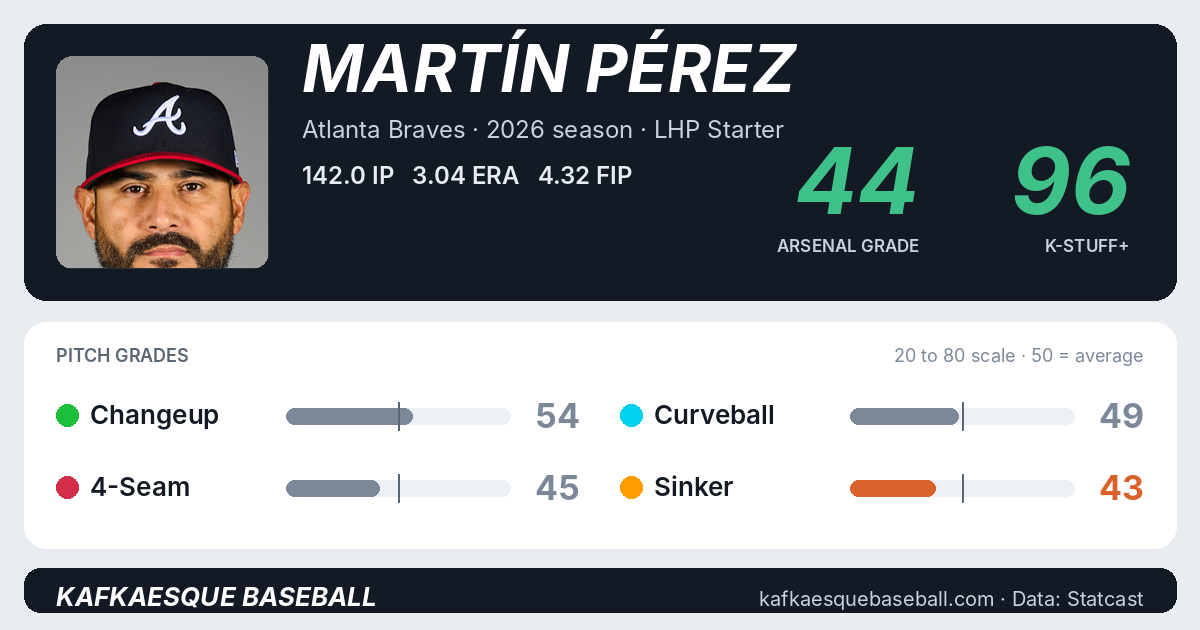 MARTÍN PÉREZ
Atlanta Braves · 2026 season · LHP Starter
142.0 IP 3.04 ERA 4.32 FIP
44 96
ARSENAL GRADE K-STUFF+
PITCH GRADES 20 to 80 scale · 50 = average
Changeup 54 Curveball 49
4-Seam 45 Sinker 43
KAFKAESQUE BASEBALL kafkaesquebaseball.com · Data: Statcast